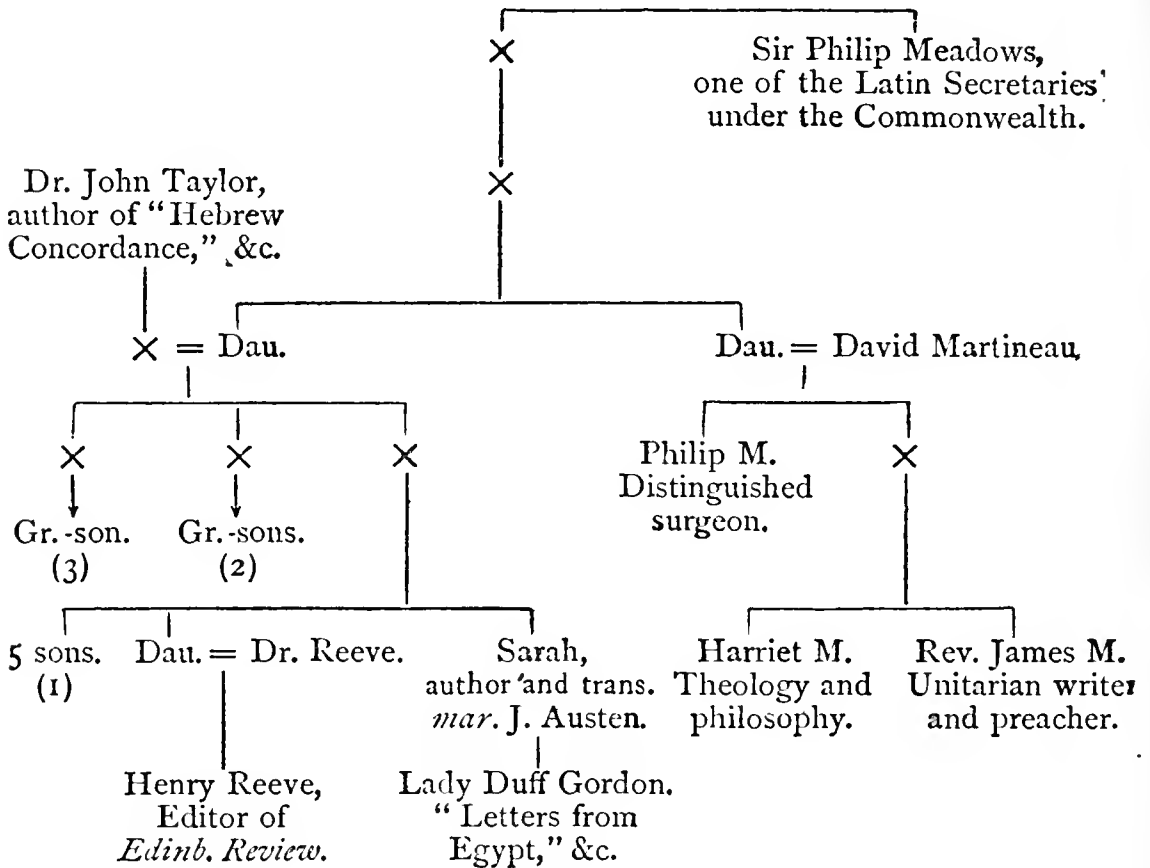 × Sir Philip Meadows,
one of the Latin Secretaries
under the Commonwealth.
Dr. John Taylor,
author of "Hebrew
Concordance," &c.
×
× = Dau.
Dau. = David Martineau,
× × ×
Philip M.
Distinguished
surgeon.
×
Gr.-son.
(3)
Gr.-sons.
(2)
5 sons.
(1)
Dau. = Dr. Reeve.
Sarah,
author and trans.
mar. J. Austen.
Harriet M.
Theology and
philosophy.
Rev. James M.
Unitarian writer
and preacher.
Henry Reeve,
Editor of
Edinb. Review.
Lady Duff Gordon.
"Letters from
Egypt," &c.